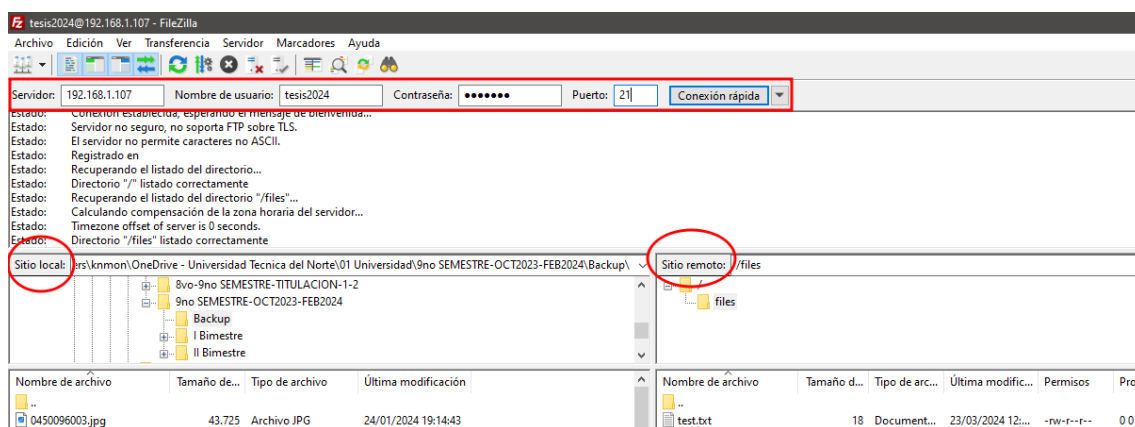 tesis2024@192.168.1.107 - FileZilla
Archivo Edición Ver Transferencia Servidor Marcadores Ayuda
Servidor: 192.168.1.107 Nombre de usuario: tesis2024 Contraseña: ●●●●●●● Puerto: 21 Conexión rápida
Estado: Conexión establecida, esperando el mensaje de bienvenida...
Estado: Servidor no seguro, no soporta FTP sobre TLS.
Estado: El servidor no permite caracteres no ASCII.
Estado: Registrado en
Estado: Recuperando el listado del directorio...
Estado: Directorio "/" listado correctamente
Estado: Recuperando el listado del directorio "/files"...
Estado: Calculando compensación de la zona horaria del servidor...
Estado: Timezone offset of server is 0 seconds.
Estado: Directorio "/files" listado correctamente
Sitio local: ers\knmon\OneDrive - Universidad Tecnica del Norte\01 Universidad\9no SEMESTRE-OCT2023-FEB2024\Backup\ Sitio remoto: /files
8vo-9no SEMESTRE-TITULACION-1-2 /
9no SEMESTRE-OCT2023-FEB2024 files
Backup
I Bimestre
II Bimestre
Nombre de archivo Tamaño de... Tipo de archivo Última modificación Nombre de archivo Tamaño d... Tipo de arc... Última modific... Permisos Pro
.. ..
0450096003.jpg 43.725 Archivo JPG 24/01/2024 19:14:43 test.txt 18 Document... 23/03/2024 12:... -rw-r--r-- 0 0